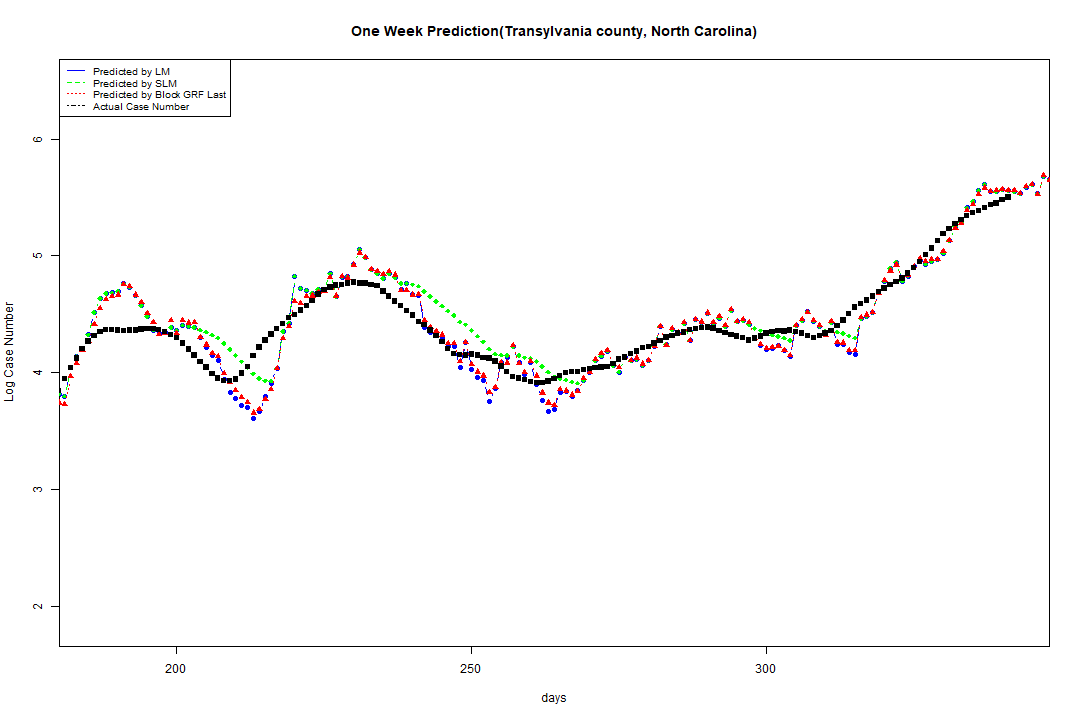 One Week Prediction(Transylvania county, North Carolina)
Predicted by LM
Predicted by SLM
Predicted by Block GRF Last
Actual Case Number
6
5
4
3
2
Log Case Number
200
250
300
days